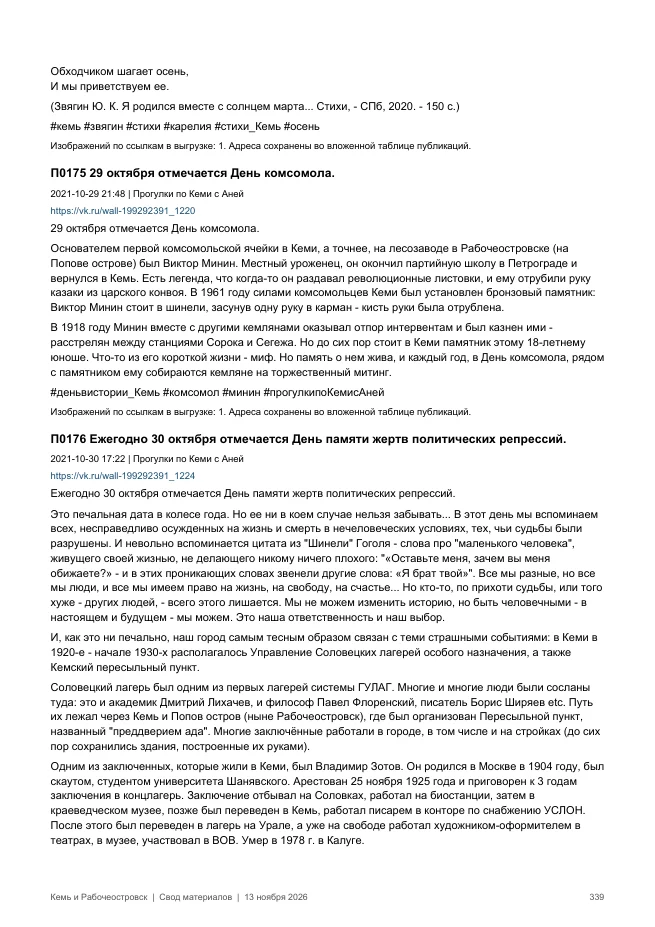 Обходчиком шагает осень,
И мы приветствуем ее.
(Звягин Ю. К. Я родился вместе с солнцем марта... Стихи, - СПб, 2020. - 150 с.)
#кемь #звягин #стихи #карелия #стихи_Кемь #осень
Изображений по ссылкам в выгрузке: 1. Адреса сохранены во вложенной таблице публикаций.
П0175 29 октября отмечается День комсомола.
2021-10-29 21:48 | Прогулки по Кеми с Аней
https://vk.ru/wall-199292391_1220
29 октября отмечается День комсомола.
Основателем первой комсомольской ячейки в Кеми, а точнее, на лесозаводе в Рабочеостровске (на
Попове острове) был Виктор Минин. Местный уроженец, он окончил партийную школу в Петрограде и
вернулся в Кемь. Есть легенда, что когда-то он раздавал революционные листовки, и ему отрубили руку
казаки из царского конвоя. В 1961 году силами комсомольцев Кеми был установлен бронзовый памятник:
Виктор Минин стоит в шинели, засунув одну руку в карман - кисть руки была отрублена.
В 1918 году Минин вместе с другими кемлянами оказывал отпор интервентам и был казнен ими -
расстрелян между станциями Сорока и Сегежа. Но до сих пор стоит в Кеми памятник этому 18-летнему
юноше. Что-то из его короткой жизни - миф. Но память о нем жива, и каждый год, в День комсомола, рядом
с памятником ему собираются кемляне на торжественный митинг.
#деньвистории_Кемь #комсомол #минин #прогулкипоКемисАней
Изображений по ссылкам в выгрузке: 1. Адреса сохранены во вложенной таблице публикаций.
П0176 Ежегодно 30 октября отмечается День памяти жертв политических репрессий.
2021-10-30 17:22 | Прогулки по Кеми с Аней
https://vk.ru/wall-199292391_1224
Ежегодно 30 октября отмечается День памяти жертв политических репрессий.
Это печальная дата в колесе года. Но ее ни в коем случае нельзя забывать... В этот день мы вспоминаем
всех, несправедливо осужденных на жизнь и смерть в нечеловеческих условиях, тех, чьи судьбы были
разрушены. И невольно вспоминается цитата из "Шинели" Гоголя - слова про "маленького человека",
живущего своей жизнью, не делающего никому ничего плохого: "«Оставьте меня, зачем вы меня
обижаете?» - и в этих проникающих словах звенели другие слова: «Я брат твой»". Все мы разные, но все
мы люди, и все мы имеем право на жизнь, на свободу, на счастье... Но кто-то, по прихоти судьбы, или того
хуже - других людей, - всего этого лишается. Мы не можем изменить историю, но быть человечными - в
настоящем и будущем - мы можем. Это наша ответственность и наш выбор.
И, как это ни печально, наш город самым тесным образом связан с теми страшными событиями: в Кеми в
1920-е - начале 1930-х располагалось Управление Соловецких лагерей особого назначения, а также
Кемский пересыльный пункт.
Соловецкий лагерь был одним из первых лагерей системы ГУЛАГ. Многие и многие люди были сосланы
туда: это и академик Дмитрий Лихачев, и философ Павел Флоренский, писатель Борис Ширяев etc. Путь
их лежал через Кемь и Попов остров (ныне Рабочеостровск), где был организован Пересыльной пункт,
названный "преддверием ада". Многие заключённые работали в городе, в том числе и на стройках (до сих
пор сохранились здания, построенные их руками).
Одним из заключенных, которые жили в Кеми, был Владимир Зотов. Он родился в Москве в 1904 году, был
скаутом, студентом университета Шанявского. Арестован 25 ноября 1925 года и приговорен к 3 годам
заключения в концлагерь. Заключение отбывал на Соловках, работал на биостанции, затем в
краеведческом музее, позже был переведен в Кемь, работал писарем в конторе по снабжению УСЛОН.
После этого был переведен в лагерь на Урале, а уже на свободе работал художником-оформителем в
театрах, в музее, участвовал в ВОВ. Умер в 1978 г. в Калуге.
Кемь и Рабочеостровск | Свод материалов | 13 ноября 2026
339